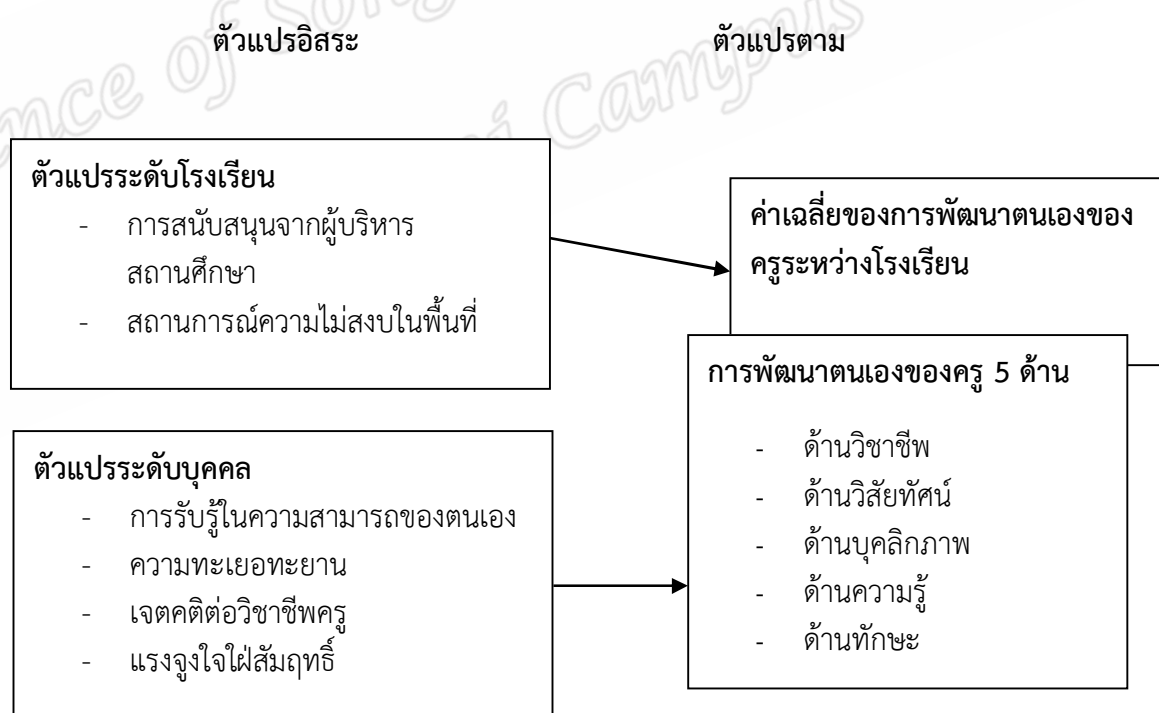 nce of Song
i Campus
ตัวแปรอิสระ
ตัวแปรตาม
ตัวแปรระดับโรงเรียน
- การสนับสนุนจากผู้บริหาร
สถานศึกษา
- สถานการณ์ความไม่สงบในพื้นที่
ค่าเฉลี่ยของการพัฒนาตนเองของ
ครูระหว่างโรงเรียน
การพัฒนาตนเองของครู 5 ด้าน
- ด้านวิชาชีพ
- ด้านวิสัยทัศน์
- ด้านบุคลิกภาพ
- ด้านความรู้
- ด้านทักษะ
ตัวแปรระดับบุคคล
- การรับรู้ในความสามารถของตนเอง
- ความทะเยอทะยาน
- เจตคติต่อวิชาชีพครู
- แรงจูงใจใฝ่สัมฤทธิ์